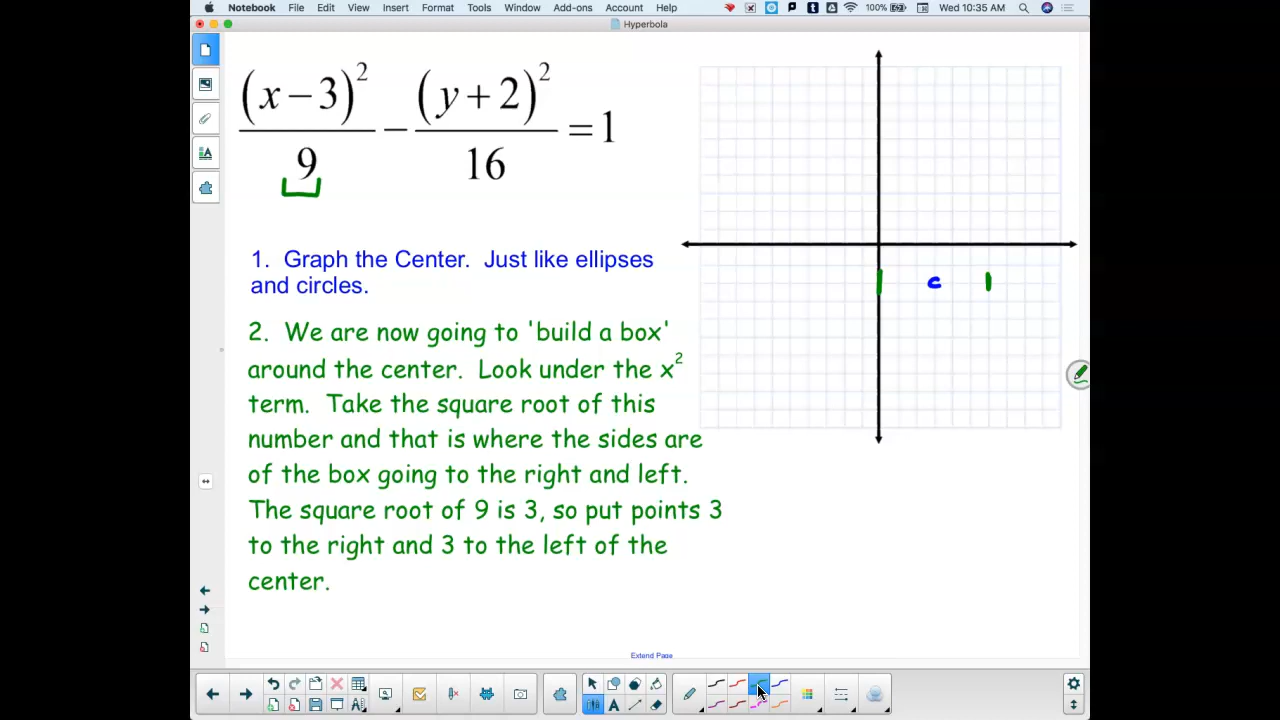 Notebook File Edit View Insert Format Tools Window Add-ons Account Help 100% Wed 10:35 AM
Hyperbola
(x−3)²/9 − (y+2)²/16 = 1
1. Graph the Center. Just like ellipses
and circles.
c
2. We are now going to 'build a box'
around the center. Look under the x²
term. Take the square root of this
number and that is where the sides are
of the box going to the right and left.
The square root of 9 is 3, so put points 3
to the right and 3 to the left of the
center.
Extend Page